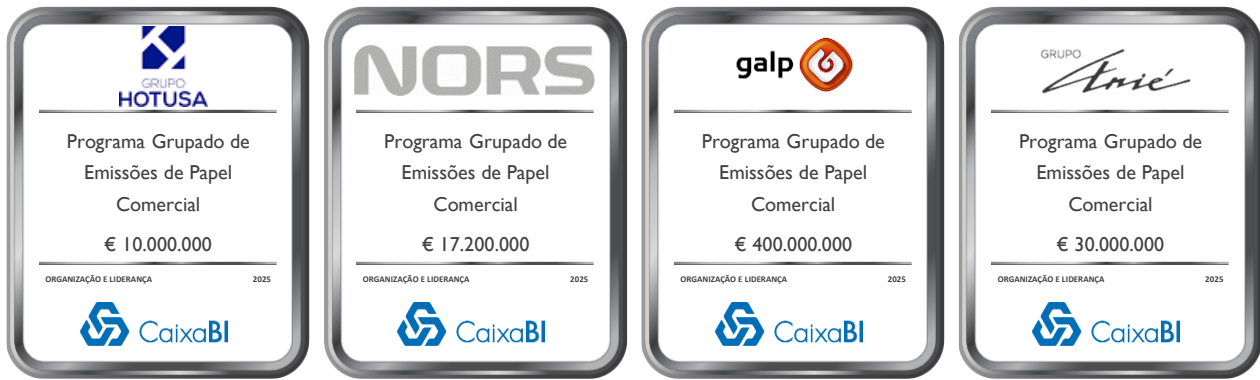 GRUPO
HOTUSA
Programa Grupado de
Emissões de Papel
Comercial
€ 10.000.000
ORGANIZAÇÃO E LIDERANÇA 2025
CaixaBI
NORS
Programa Grupado de
Emissões de Papel
Comercial
€ 17.200.000
ORGANIZAÇÃO E LIDERANÇA 2025
CaixaBI
galp
Programa Grupado de
Emissões de Papel
Comercial
€ 400.000.000
ORGANIZAÇÃO E LIDERANÇA 2025
CaixaBI
GRUPO
Programa Grupado de
Emissões de Papel
Comercial
€ 30.000.000
ORGANIZAÇÃO E LIDERANÇA 2025
CaixaBI